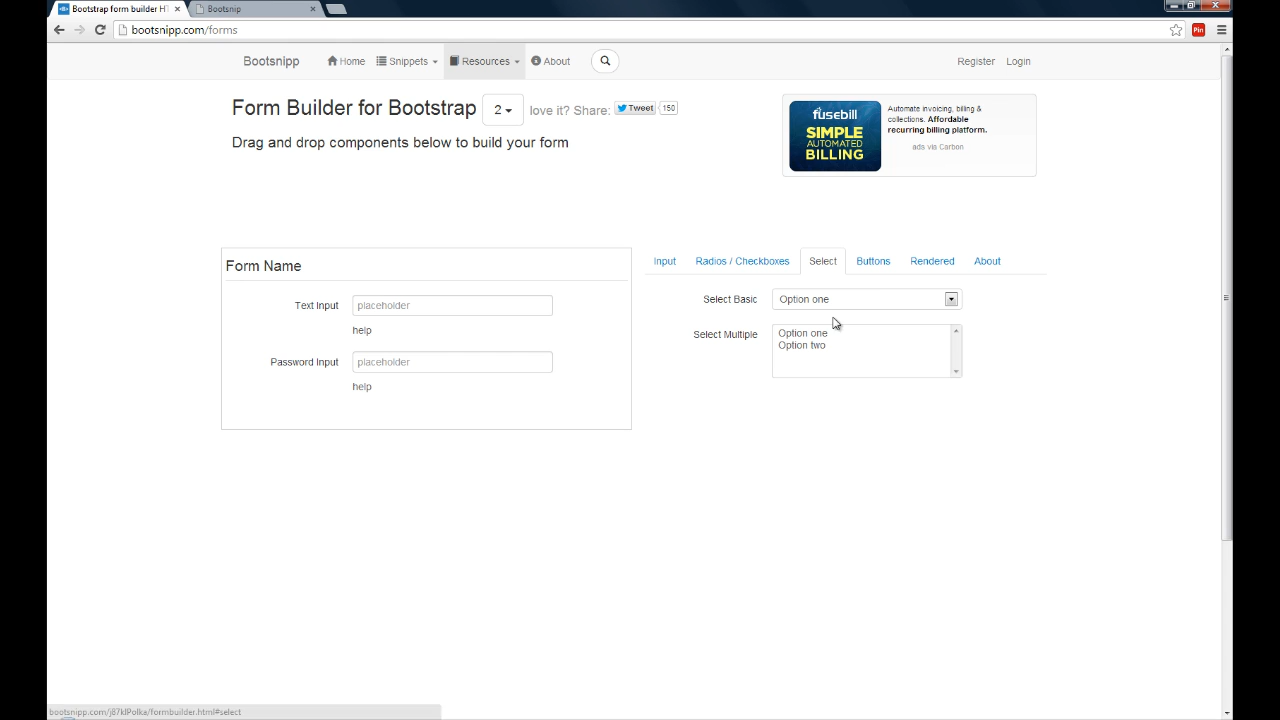 Bootstrap form builder HT
Bootsnip
bootsnipp.com/forms
Pin
Bootsnipp
Home
Snippets
Resources
About
Register
Login
Form Builder for Bootstrap
2
love it? Share:
Tweet
150
Drag and drop components below to build your form
fusebill
SIMPLE
AUTOMATED
BILLING
Automate invoicing, billing &
collections. Affordable
recurring billing platform.
ads via Carbon
Form Name
Text Input
placeholder
help
Password Input
placeholder
help
Input
Radios / Checkboxes
Select
Buttons
Rendered
About
Select Basic
Option one
Select Multiple
Option one
Option two
bootsnipp.com/j87klPolka/formbuilder.html#select